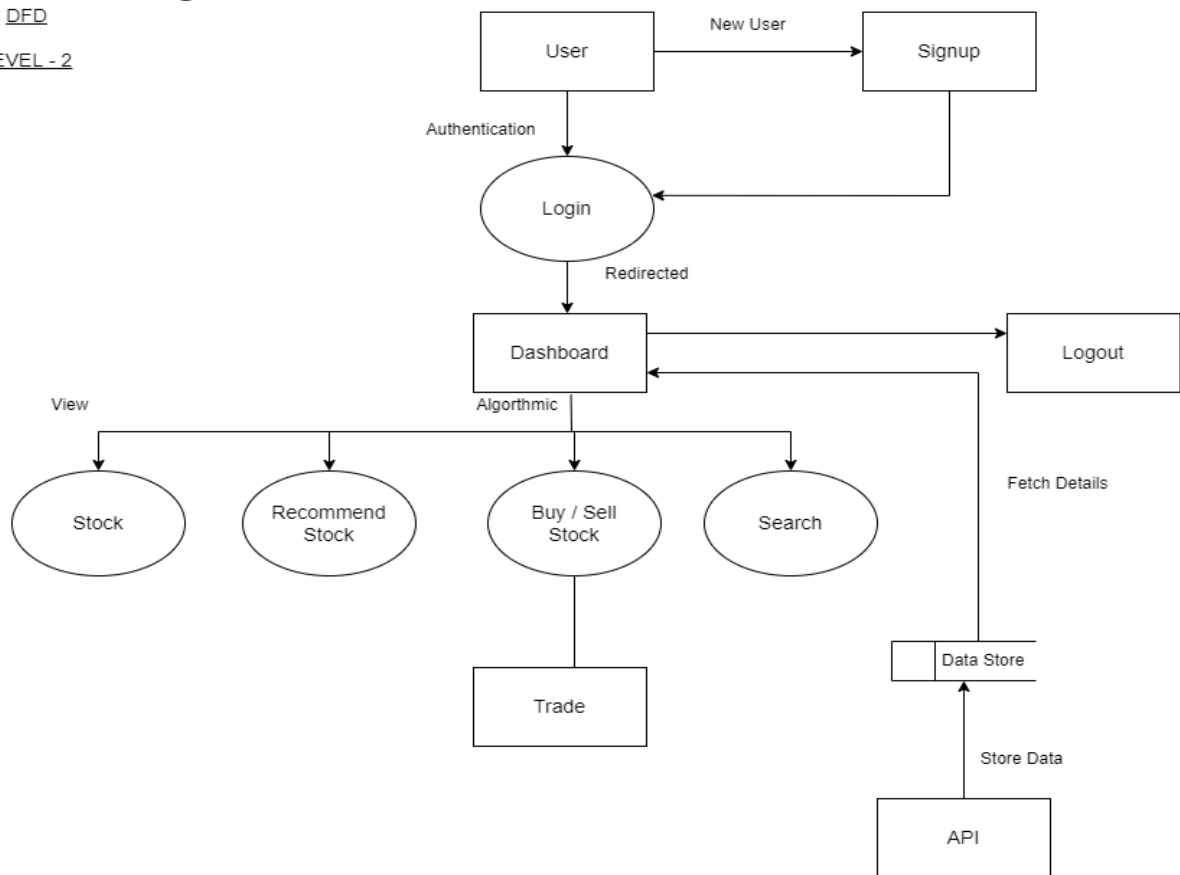 DFD
User
New User
Signup
EVEL - 2
Authentication
Login
Redirected
Dashboard
Logout
View
Algorthmic
Stock
Recommend
Stock
Buy / Sell
Stock
Search
Fetch Details
Data Store
Trade
Store Data
API